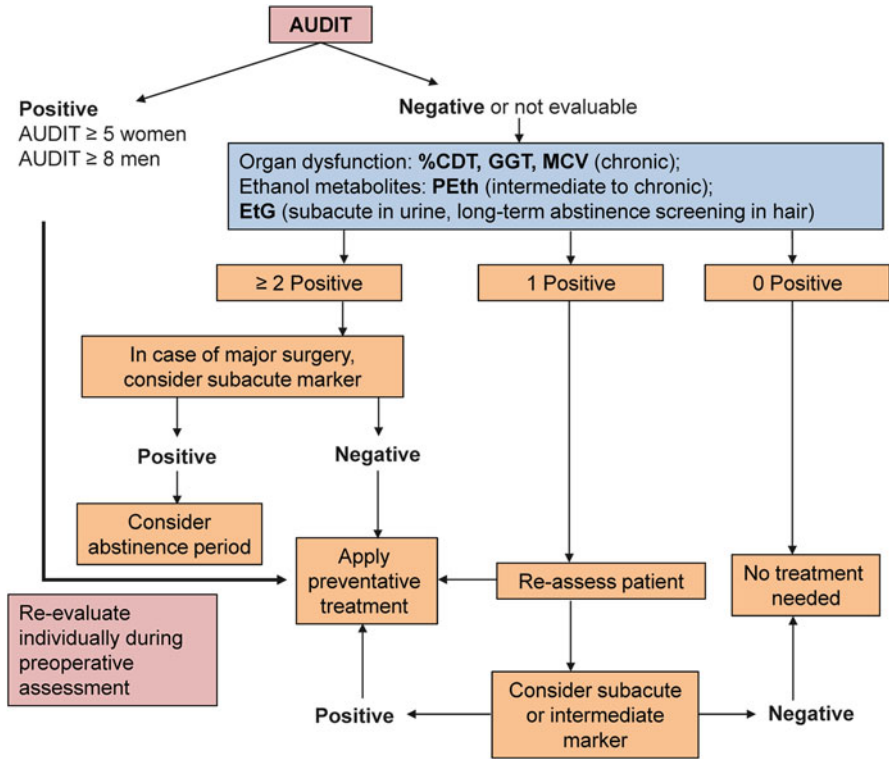 AUDIT
Positive
AUDIT ≥ 5 women
AUDIT ≥ 8 men
Negative or not evaluable
Organ dysfunction: %CDT, GGT, MCV (chronic);
Ethanol metabolites: PEth (intermediate to chronic);
EtG (subacute in urine, long-term abstinence screening in hair)
≥ 2 Positive
1 Positive
0 Positive
In case of major surgery,
consider subacute marker
Positive
Negative
Consider
abstinence period
Apply
preventative
treatment
Re-assess patient
No treatment
needed
Re-evaluate
individually during
preoperative
assessment
Positive
Consider subacute
or intermediate
marker
Negative